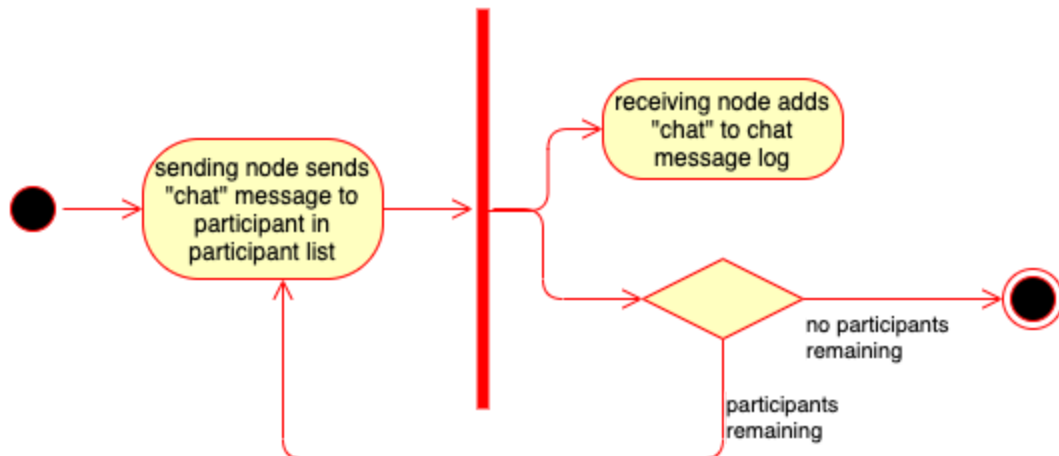 sending node sends
"chat" message to
participant in
participant list
receiving node adds
"chat" to chat
message log
no participants
remaining
participants
remaining